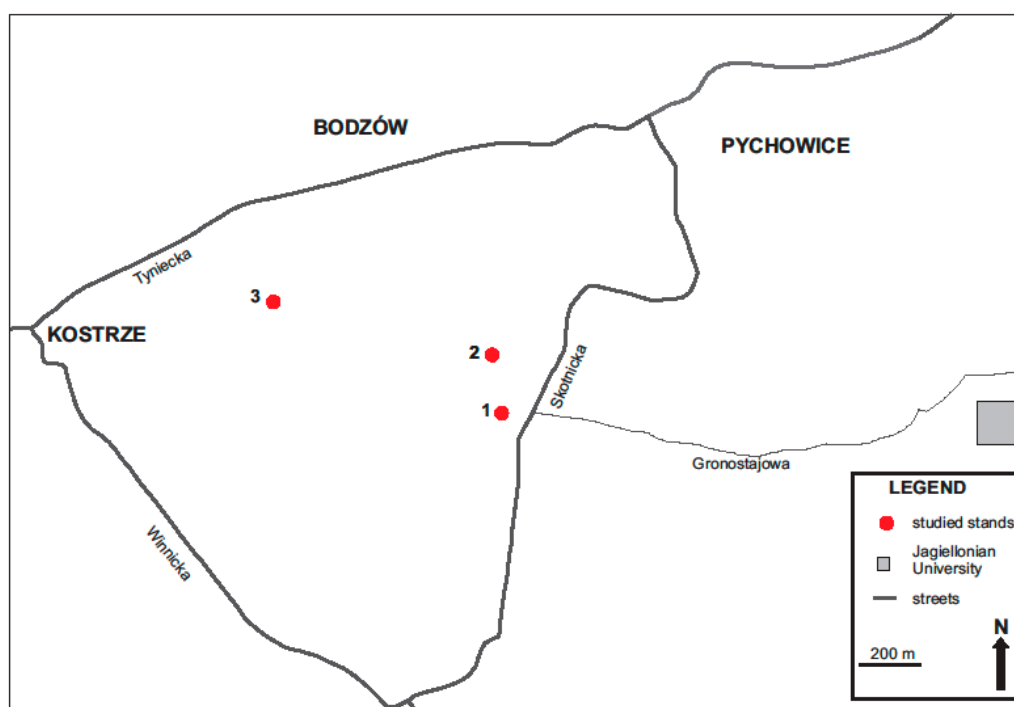 BODZÓW
PYCHOWICE
Tyniecka
3
KOSTRZE
2
Skotnicka
1
Gronostajowa
Winnicka
LEGEND
studied stands
Jagiellonian
University
streets
N
200 m